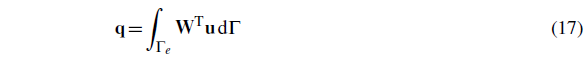 q = ∫_{Γ_e} W^T u dΓ (17)